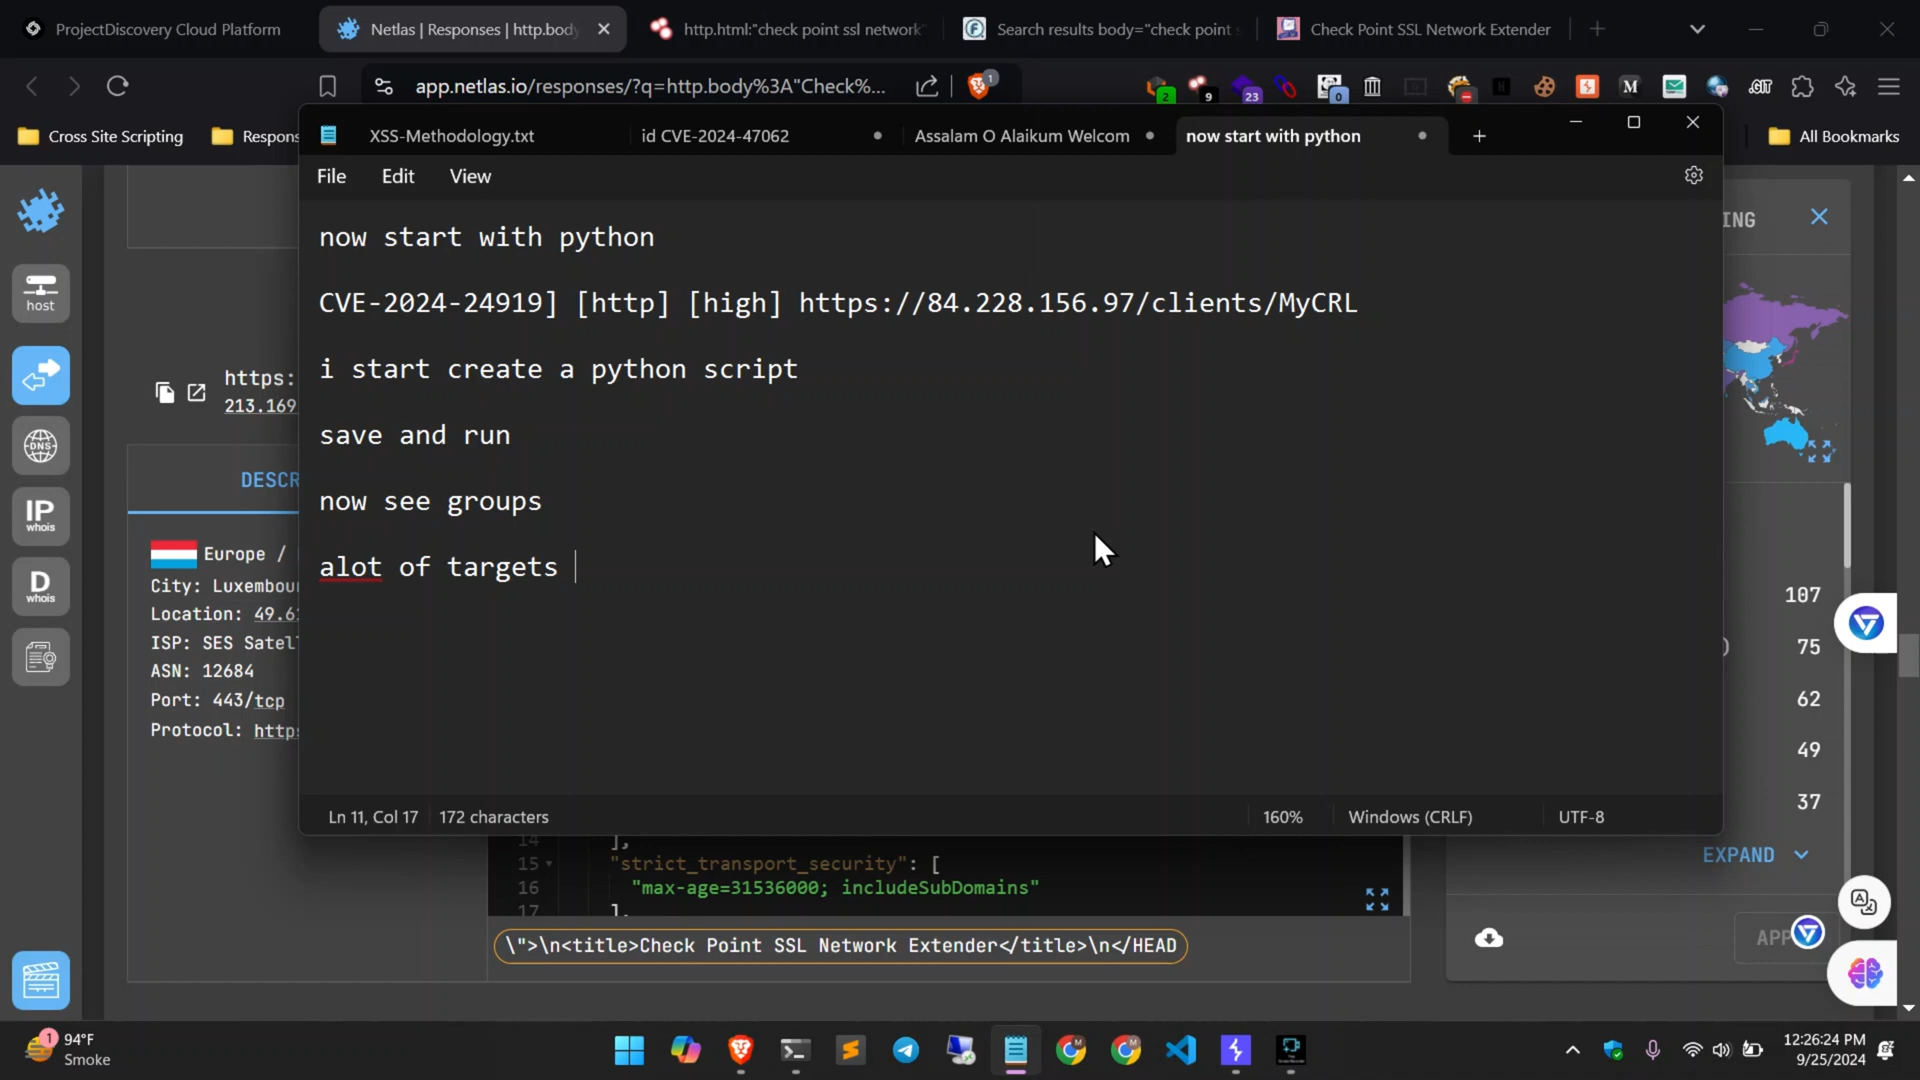 ProjectDiscovery Cloud Platform
Netlas | Responses | http.body
http.html:"check point ssl network"
Search results body="check point s
Check Point SSL Network Extender
app.netlas.io/responses/?q=http.body%3A"Check%...
1
2
9
23
0
M
GIT
Cross Site Scripting
Respons
All Bookmarks
XSS-Methodology.txt
id CVE-2024-47062
Assalam O Alaikum Welcom
now start with python
File
Edit
View
now start with python
CVE-2024-24919] [http] [high] https://84.228.156.97/clients/MyCRL
i start create a python script
save and run
now see groups
alot of targets
Ln 11, Col 17
172 characters
160%
Windows (CRLF)
UTF-8
host
DNS
IP
whois
D
whois
https:
213.169
DESCR
Europe /
City: Luxembou
Location: 49.6
ISP: SES Satel
ASN: 12684
Port: 443/tcp
Protocol: https
ING
107
75
62
49
37
EXPAND
APP
14 ],
15 "strict_transport_security": [
16 "max-age=31536000; includeSubDomains"
17 ],
\">\n<title>Check Point SSL Network Extender</title>\n</HEAD
1
94°F
Smoke
12:26:24 PM
9/25/2024